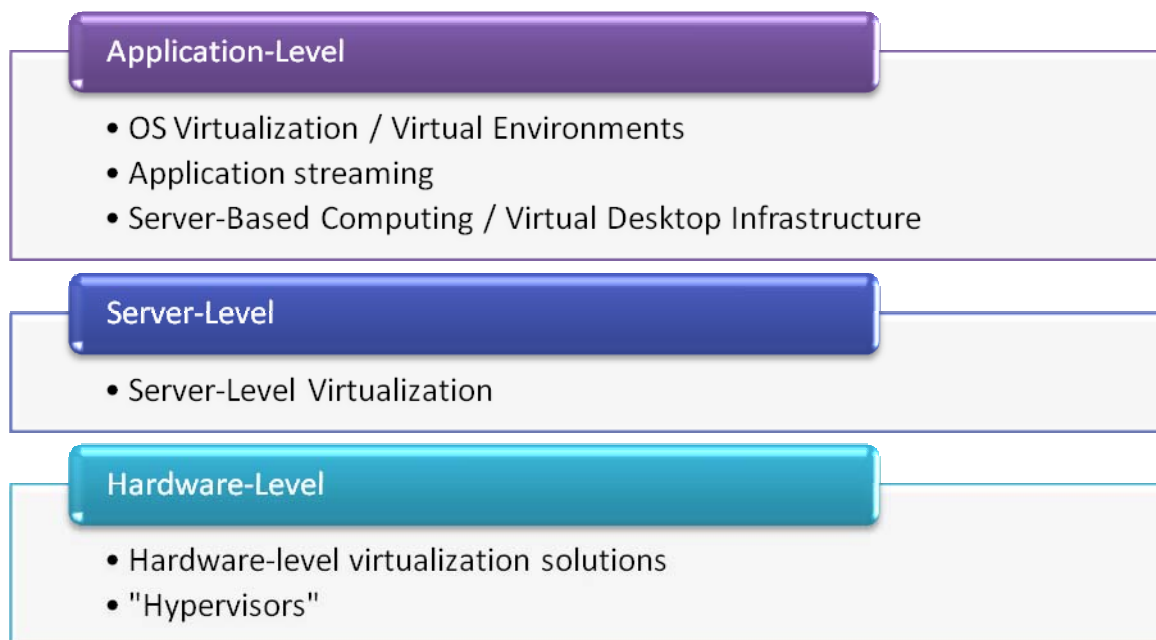 Application-Level
• OS Virtualization / Virtual Environments
• Application streaming
• Server-Based Computing / Virtual Desktop Infrastructure
Server-Level
• Server-Level Virtualization
Hardware-Level
• Hardware-level virtualization solutions
• "Hypervisors"